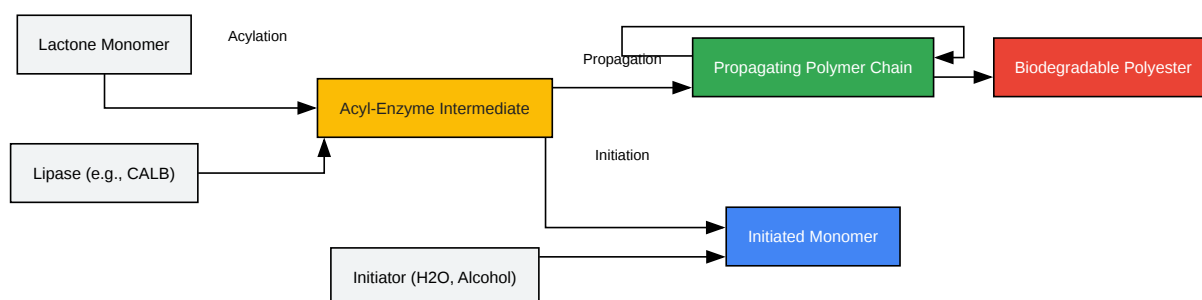 Lactone Monomer
Acylation
Propagation
Propagating Polymer Chain
Biodegradable Polyester
Acyl-Enzyme Intermediate
Lipase (e.g., CALB)
Initiation
Initiated Monomer
Initiator (H2O, Alcohol)